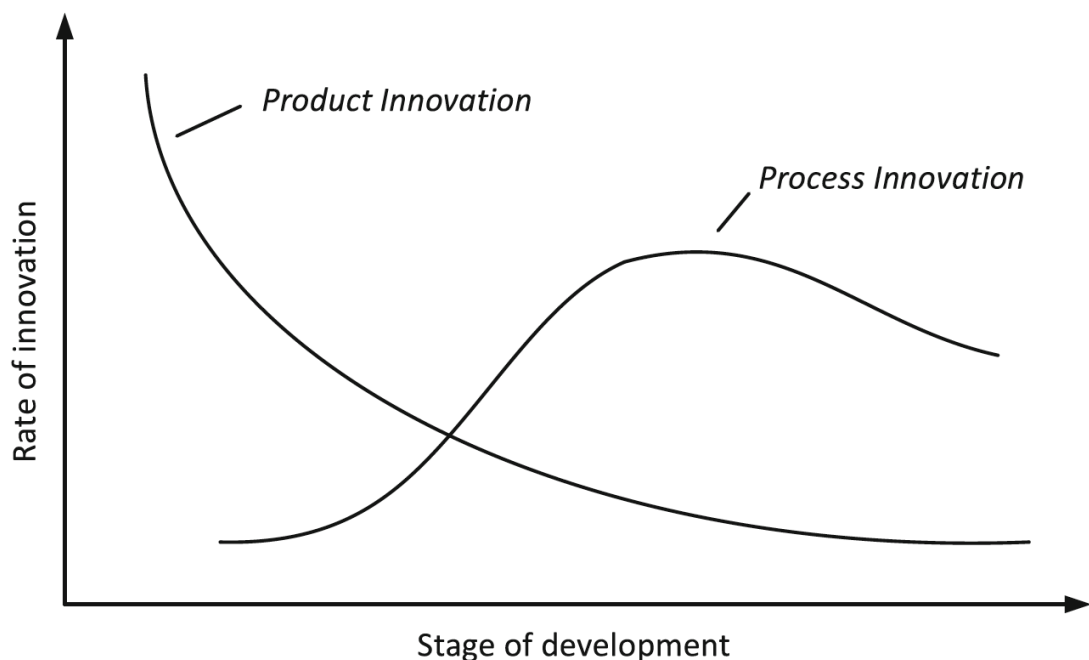 Product Innovation
Process Innovation
Rate of innovation
Stage of development